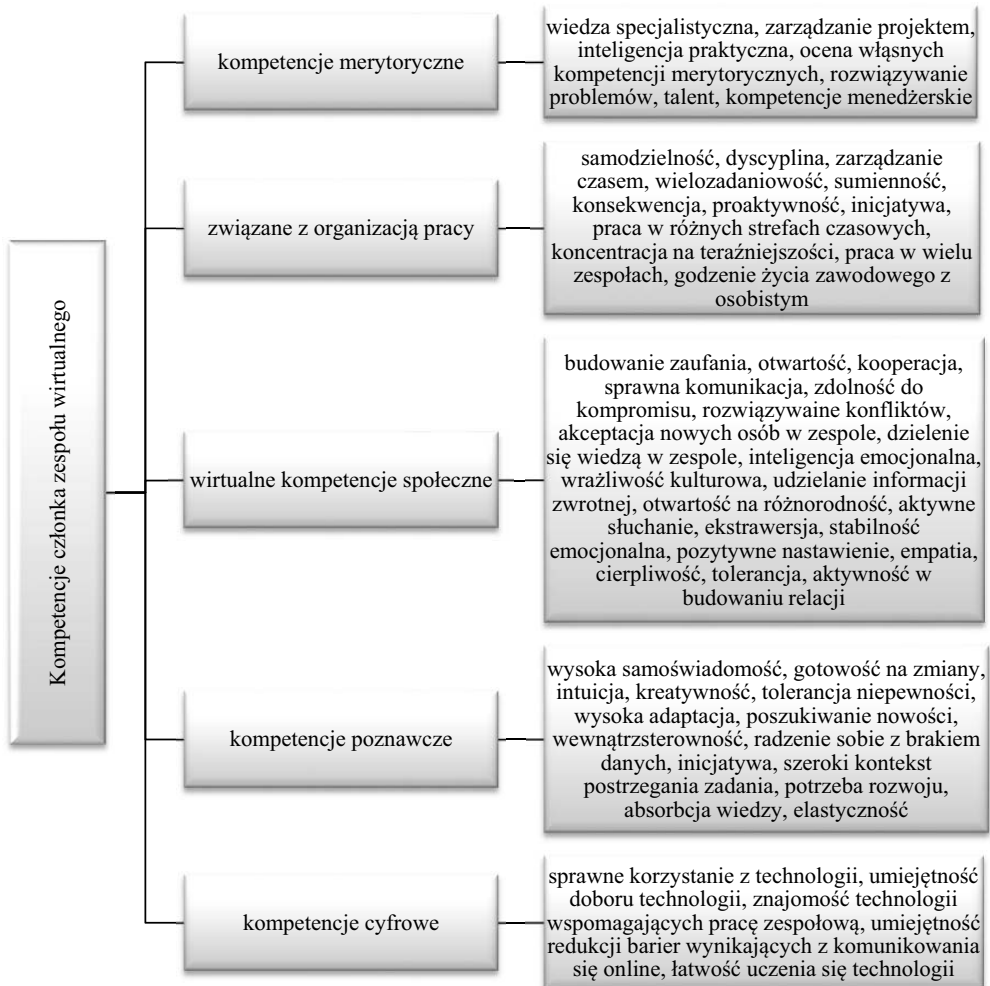 Kompetencje członka zespołu wirtualnego
kompetencje merytoryczne
wiedza specjalistyczna, zarządzanie projektem,
inteligencja praktyczna, ocena własnych
kompetencji merytorycznych, rozwiązywanie
problemów, talent, kompetencje menedżerskie
związane z organizacją pracy
samodzielność, dyscyplina, zarządzanie
czasem, wielozadaniowość, sumienność,
konsekwencja, proaktywność, inicjatywa,
praca w różnych strefach czasowych,
koncentracja na teraźniejszości, praca w wielu
zespołach, godzenie życia zawodowego z
osobistym
wirtualne kompetencje społeczne
budowanie zaufania, otwartość, kooperacja,
sprawna komunikacja, zdolność do
kompromisu, rozwiązywaine konfliktów,
akceptacja nowych osób w zespole, dzielenie
się wiedzą w zespole, inteligencja emocjonalna,
wrażliwość kulturowa, udzielanie informacji
zwrotnej, otwartość na różnorodność, aktywne
słuchanie, ekstrawersja, stabilność
emocjonalna, pozytywne nastawienie, empatia,
cierpliwość, tolerancja, aktywność w
budowaniu relacji
kompetencje poznawcze
wysoka samoświadomość, gotowość na zmiany,
intuicja, kreatywność, tolerancja niepewności,
wysoka adaptacja, poszukiwanie nowości,
wewnątrzsterowność, radzenie sobie z brakiem
danych, inicjatywa, szeroki kontekst
postrzegania zadania, potrzeba rozwoju,
absorbcja wiedzy, elastyczność
kompetencje cyfrowe
sprawne korzystanie z technologii, umiejętność
doboru technologii, znajomość technologii
wspomagających pracę zespołową, umiejętność
redukcji barier wynikających z komunikowania
się online, łatwość uczenia się technologii